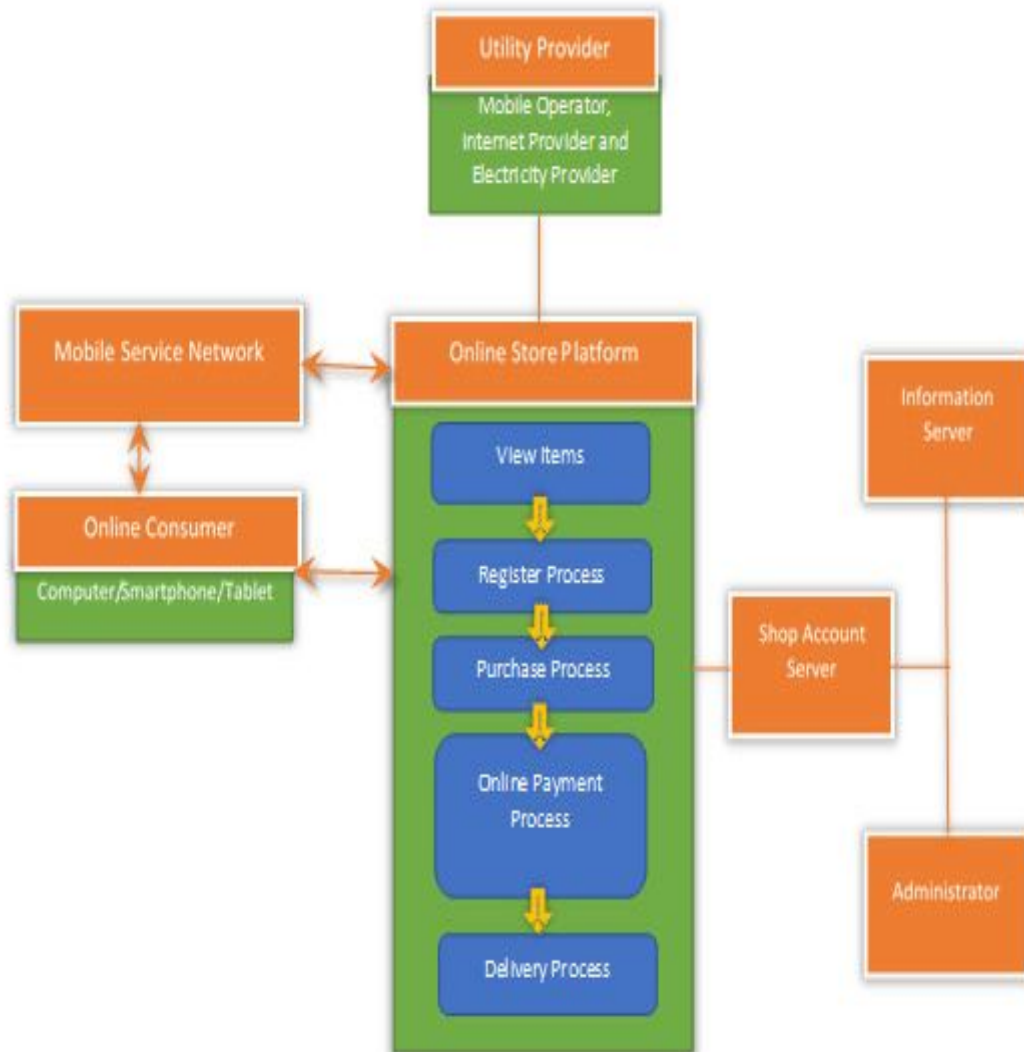 Utility Provider
Mobile Operator,
Internet Provider and
Electricity Provider
Mobile Service Network
Online Store Platform
Information
Server
View Items
Online Consumer
Computer/Smartphone/Tablet
Register Process
Shop Account
Server
Purchase Process
Online Payment
Process
Administrator
Delivery Process